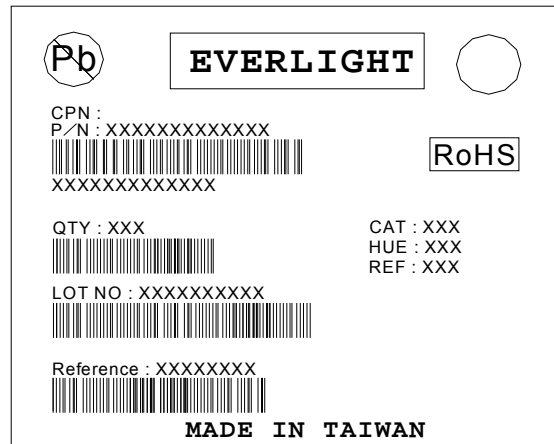 Pb
EVERLIGHT
CPN :
P/N : XXXXXXXXXXXXX
RoHS
XXXXXXXXXXXXX
QTY : XXX
CAT : XXX
HUE : XXX
REF : XXX
LOT NO : XXXXXXXXXX
Reference : XXXXXXXX
MADE IN TAIWAN